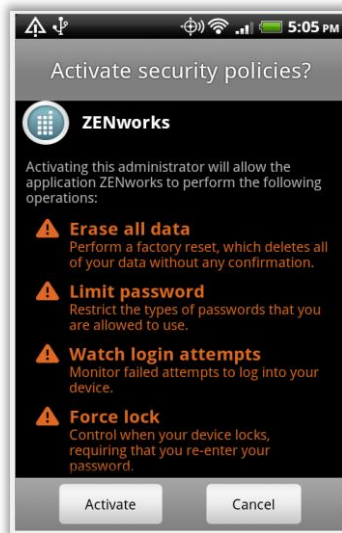 5:05 PM
Activate security policies?
ZENworks
Activating this administrator will allow the
application ZENworks to perform the following
operations:
Erase all data
Perform a factory reset, which deletes all
of your data without any confirmation.
Limit password
Restrict the types of passwords that you
are allowed to use.
Watch login attempts
Monitor failed attempts to log into your
device.
Force lock
Control when your device locks,
requiring that you re-enter your
password.
Activate
Cancel